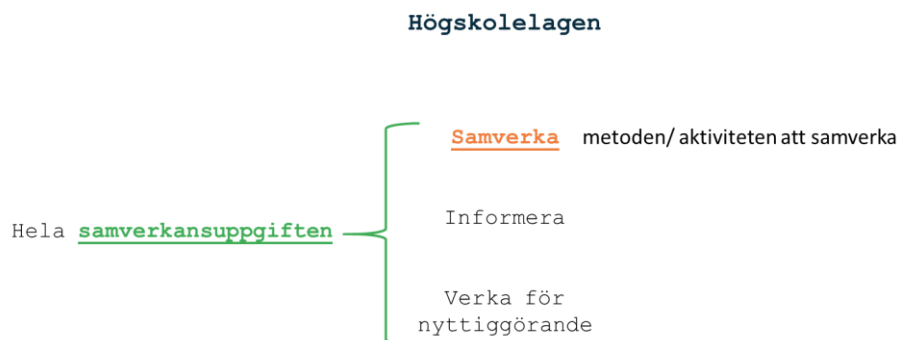 Högskolelagen
Samverka metoden/ aktiviteten att samverka
Informera
Hela samverkansuppgiften
Verka för
nyttiggörande